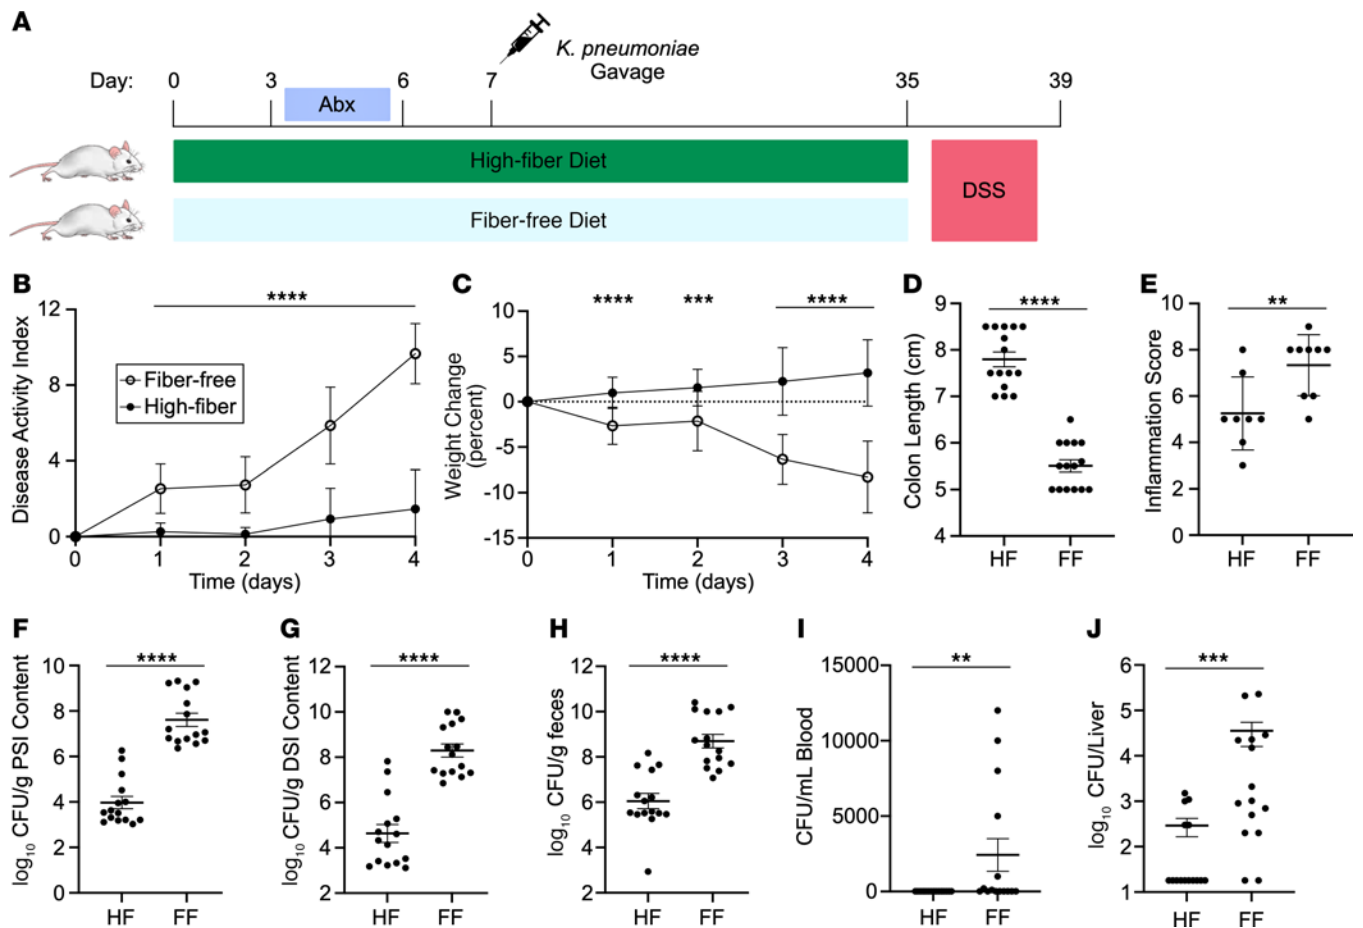 A
K. pneumoniae
Gavage
Day: 0 3 6 7 35 39
Abx
High-fiber Diet
Fiber-free Diet
DSS
B
****
Disease Activity Index
12
8
4
0
Fiber-free
High-fiber
0 1 2 3 4
Time (days)
C
**** *** ****
Weight Change
(percent)
10
5
0
-5
-10
-15
0 1 2 3 4
Time (days)
D
****
Colon Length (cm)
9
8
7
6
5
4
HF FF
E
**
Inflammation Score
10
8
6
4
2
0
HF FF
F
****
log₁₀ CFU/g PSI Content
10
8
6
4
2
0
HF FF
G
****
log₁₀ CFU/g DSI Content
12
10
8
6
4
2
HF FF
H
****
log₁₀ CFU/g feces
12
10
8
6
4
2
HF FF
I
**
CFU/mL Blood
15000
10000
5000
0
HF FF
J
***
log₁₀ CFU/Liver
6
5
4
3
2
1
HF FF